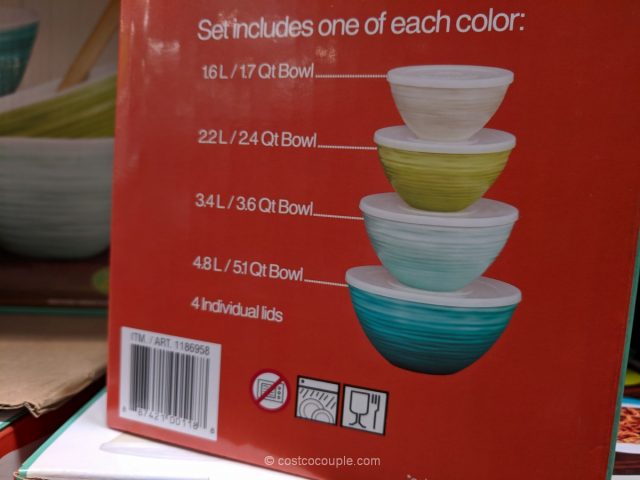 Set includes one of each color:
1.6 L / 1.7 Qt Bowl
2.2 L / 2.4 Qt Bowl
3.4 L / 3.6 Qt Bowl
4.8 L / 5.1 Qt Bowl
4 Individual lids
ITM. / ART. 1186958
87421 00118
© costcocouple.com